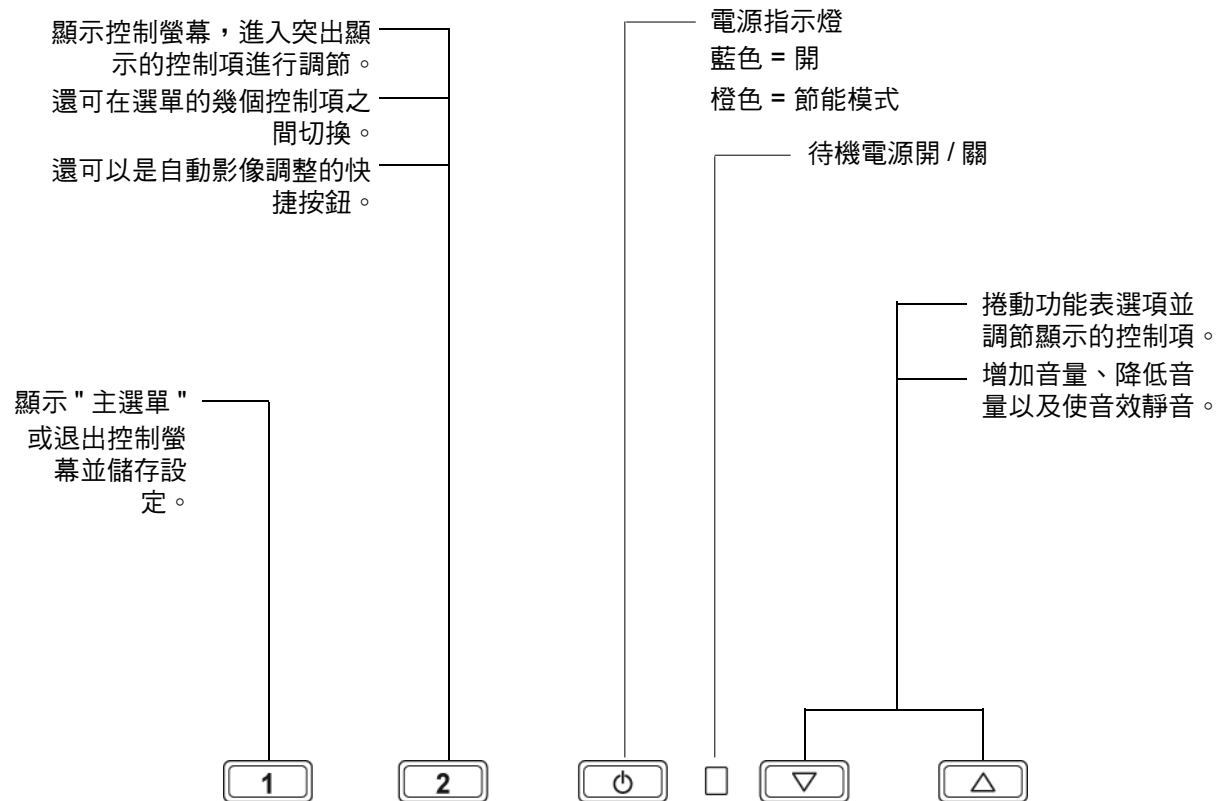 顯示控制螢幕，進入突出顯
示的控制項進行調節。
還可在選單的幾個控制項之
間切換。
還可以是自動影像調整的快
捷按鈕。
電源指示燈
藍色 = 開
橙色 = 節能模式
待機電源開 / 關
捲動功能表選項並
調節顯示的控制項。
增加音量、降低音
量以及使音效靜音。
顯示 " 主選單 "
或退出控制螢
幕並儲存設
定。
1
2